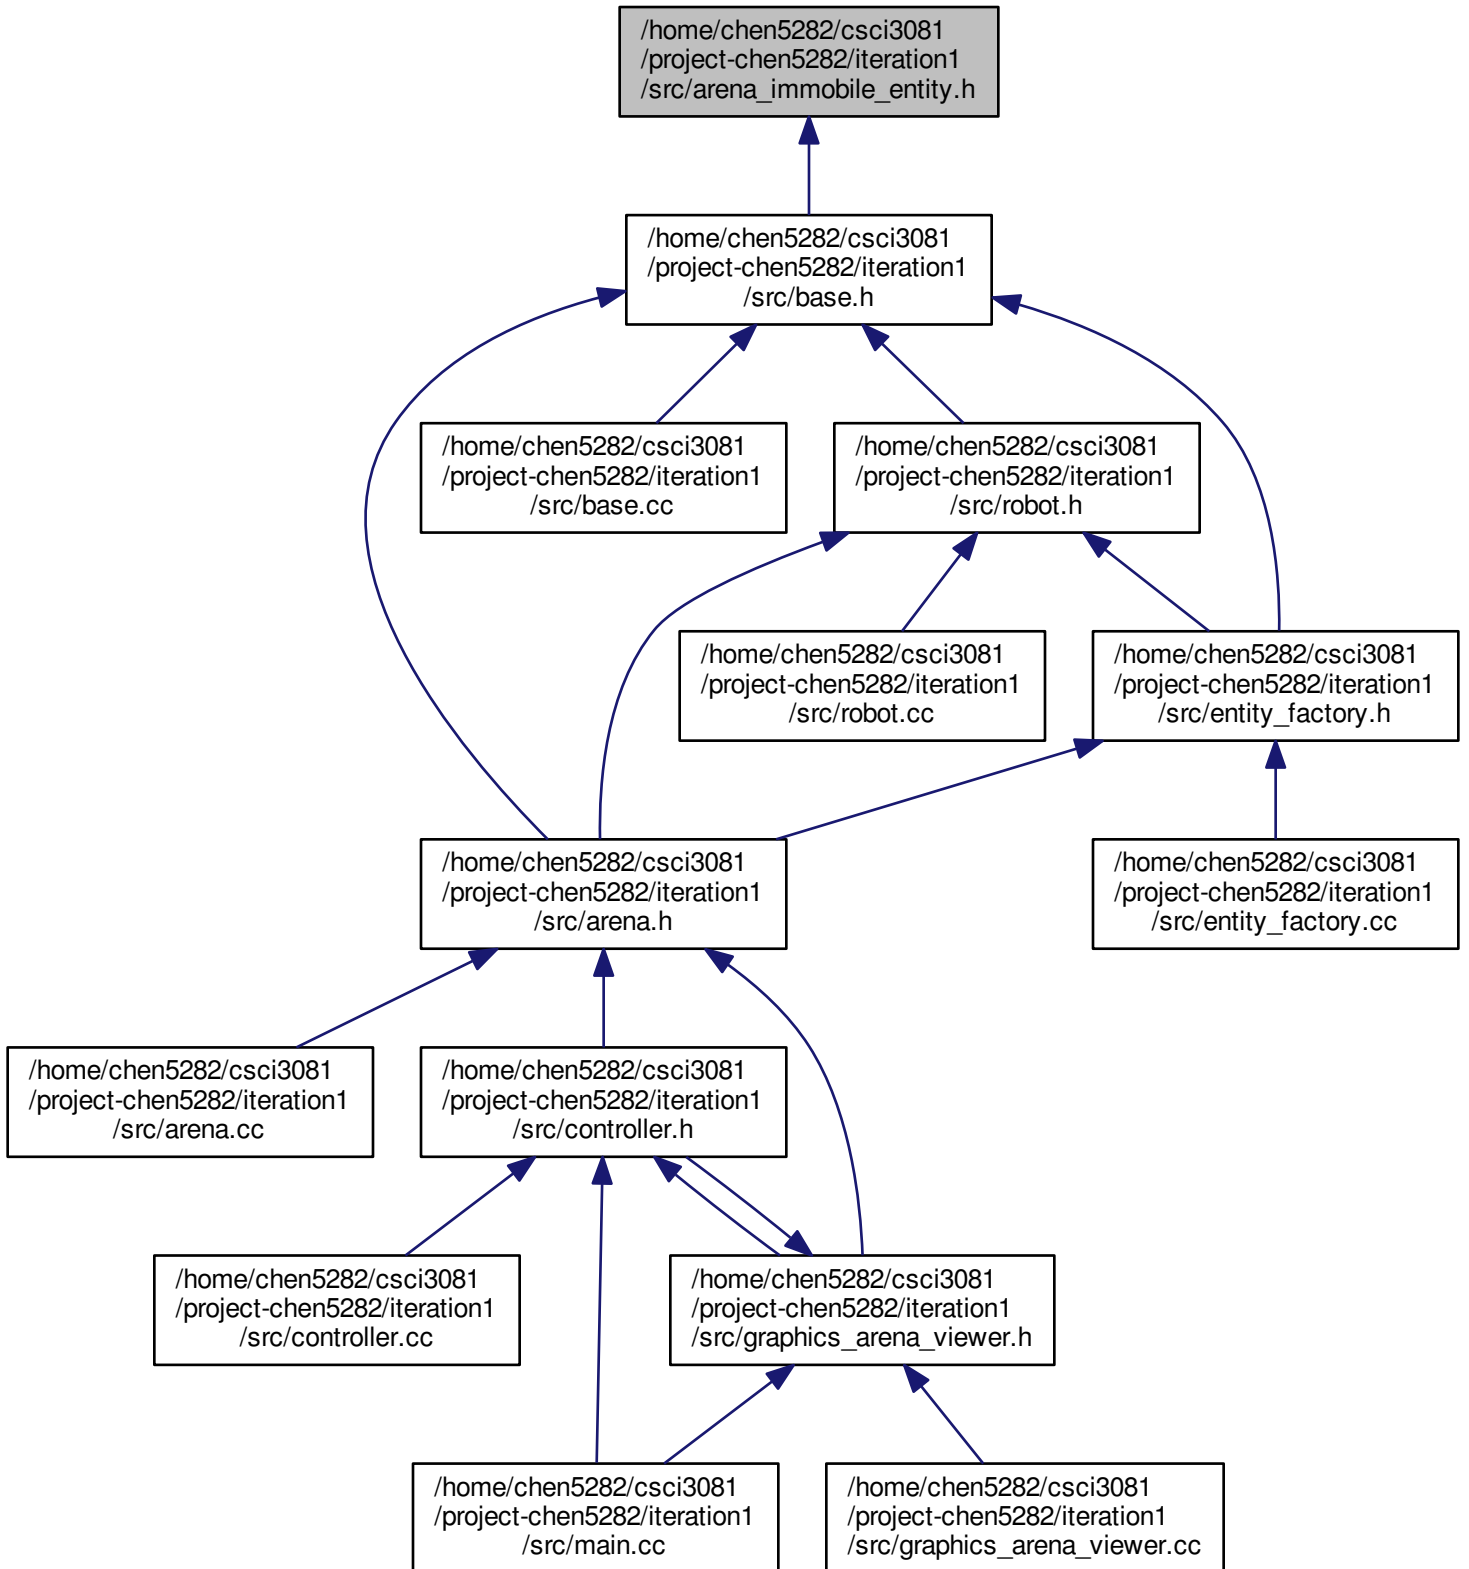 /home/chen5282/csci3081
/project-chen5282/iteration1
/src/arena_immobile_entity.h
/home/chen5282/csci3081
/project-chen5282/iteration1
/src/base.h
/home/chen5282/csci3081
/project-chen5282/iteration1
/src/base.cc
/home/chen5282/csci3081
/project-chen5282/iteration1
/src/robot.h
/home/chen5282/csci3081
/project-chen5282/iteration1
/src/robot.cc
/home/chen5282/csci3081
/project-chen5282/iteration1
/src/entity_factory.h
/home/chen5282/csci3081
/project-chen5282/iteration1
/src/arena.h
/home/chen5282/csci3081
/project-chen5282/iteration1
/src/entity_factory.cc
/home/chen5282/csci3081
/project-chen5282/iteration1
/src/arena.cc
/home/chen5282/csci3081
/project-chen5282/iteration1
/src/controller.h
/home/chen5282/csci3081
/project-chen5282/iteration1
/src/controller.cc
/home/chen5282/csci3081
/project-chen5282/iteration1
/src/graphics_arena_viewer.h
/home/chen5282/csci3081
/project-chen5282/iteration1
/src/main.cc
/home/chen5282/csci3081
/project-chen5282/iteration1
/src/graphics_arena_viewer.cc